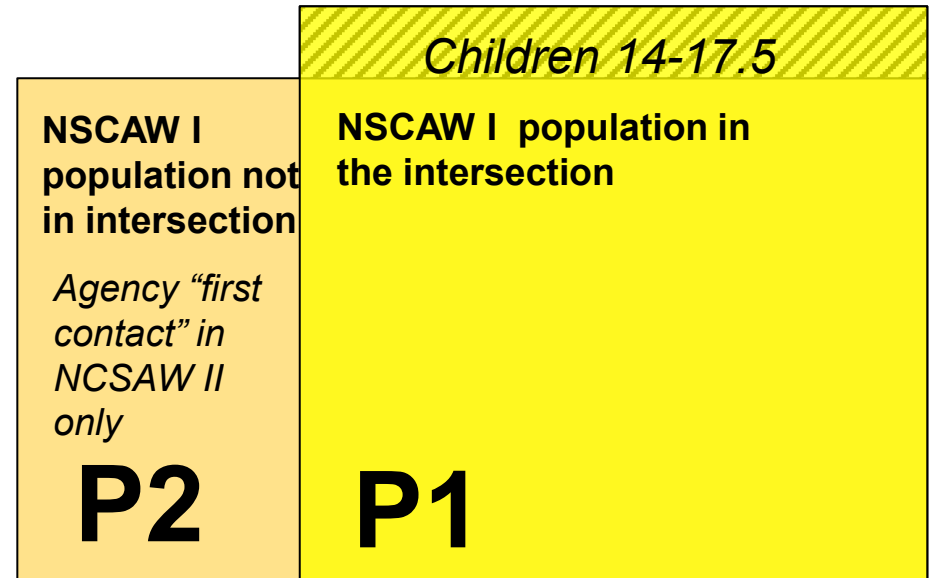 Children 14-17.5
NSCAW I
population not
in intersection
Agency “first
contact” in
NCSAW II
only
P2
NSCAW I  population in
the intersection
P1